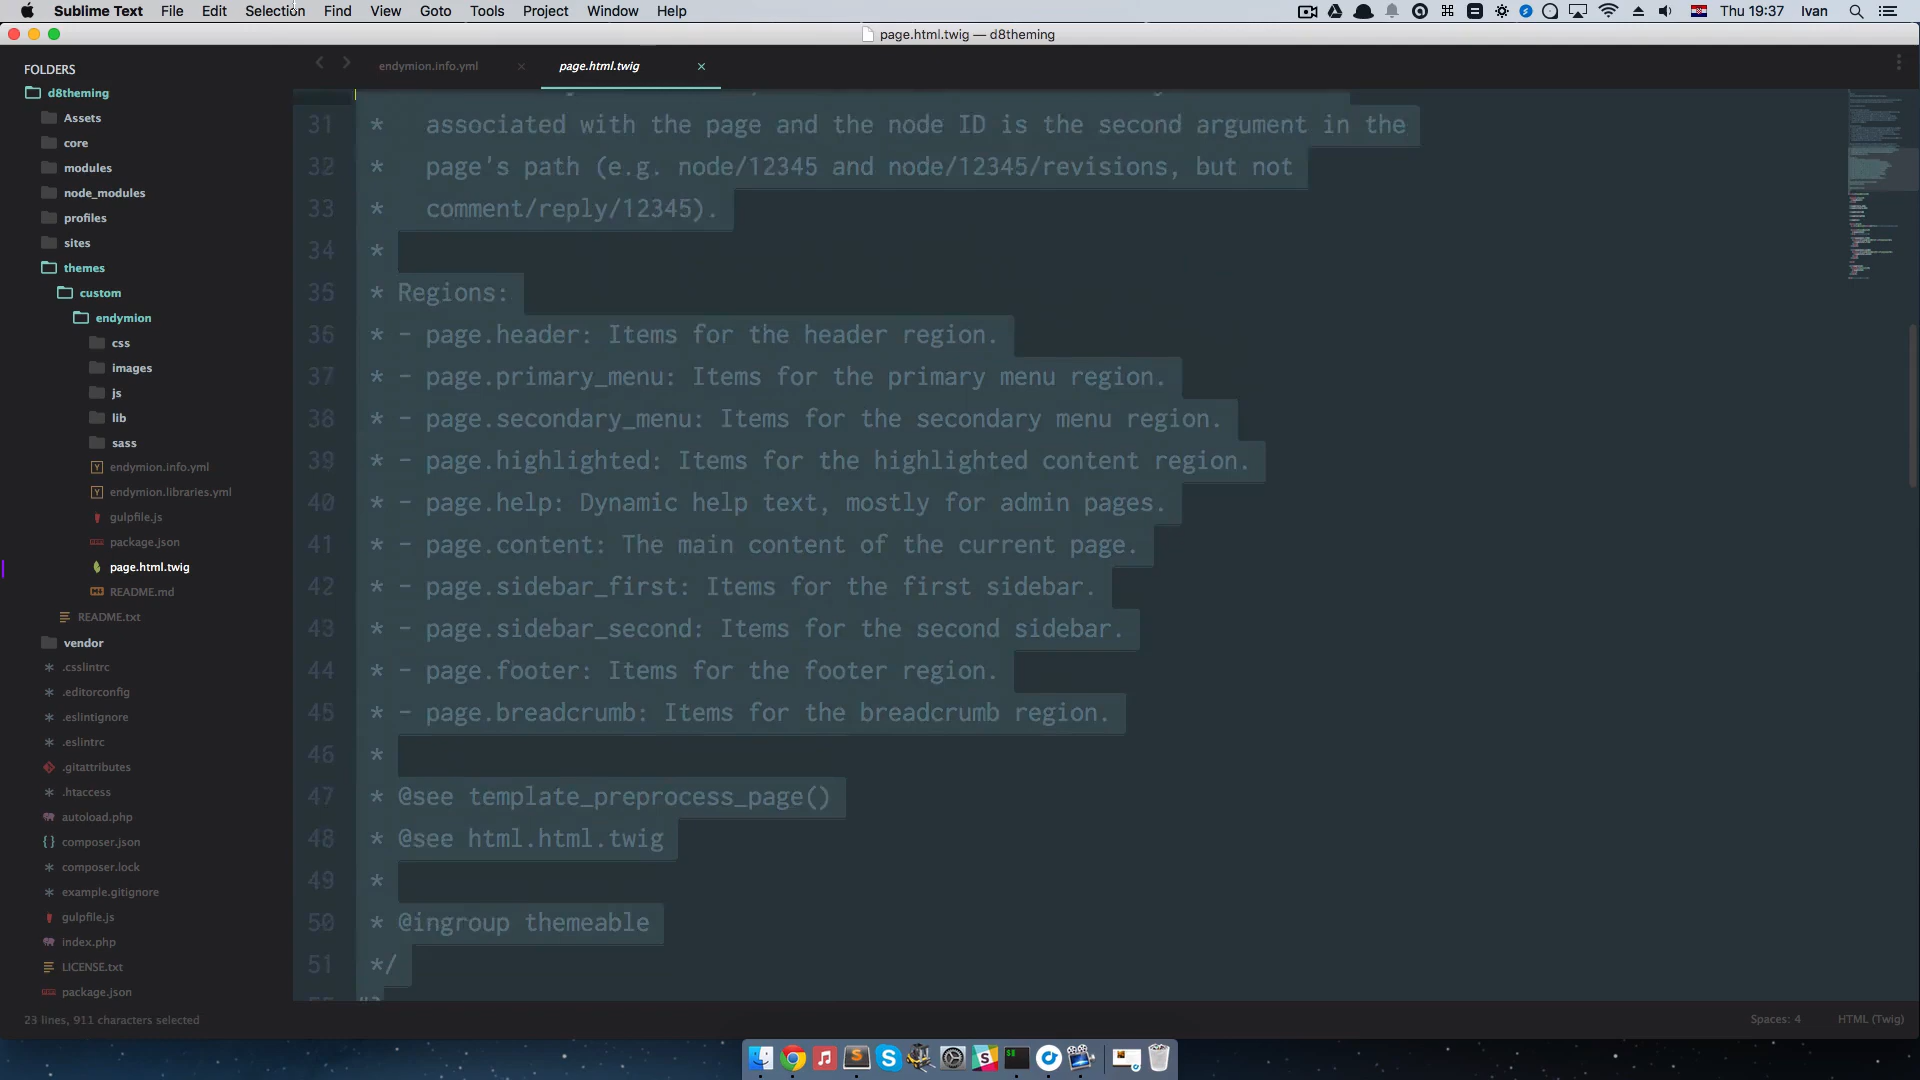 Sublime Text File Edit Selection Find View Goto Tools Project Window Help
Thu 19:37 Ivan
page.html.twig — d8theming
FOLDERS
d8theming
Assets
core
modules
node_modules
profiles
sites
themes
custom
endymion
css
images
js
lib
sass
endymion.info.yml
endymion.libraries.yml
gulpfile.js
package.json
page.html.twig
README.md
README.txt
vendor
.csslintrc
.editorconfig
.eslintignore
.eslintrc
.gitattributes
.htaccess
autoload.php
composer.json
composer.lock
example.gitignore
gulpfile.js
index.php
LICENSE.txt
package.json
endymion.info.yml
page.html.twig
31 *   associated with the page and the node ID is the second argument in the
32 *   page's path (e.g. node/12345 and node/12345/revisions, but not
33 *   comment/reply/12345).
34 *
35 * Regions:
36 * - page.header: Items for the header region.
37 * - page.primary_menu: Items for the primary menu region.
38 * - page.secondary_menu: Items for the secondary menu region.
39 * - page.highlighted: Items for the highlighted content region.
40 * - page.help: Dynamic help text, mostly for admin pages.
41 * - page.content: The main content of the current page.
42 * - page.sidebar_first: Items for the first sidebar.
43 * - page.sidebar_second: Items for the second sidebar.
44 * - page.footer: Items for the footer region.
45 * - page.breadcrumb: Items for the breadcrumb region.
46 *
47 * @see template_preprocess_page()
48 * @see html.html.twig
49 *
50 * @ingroup themeable
51 */
23 lines, 911 characters selected
Spaces: 4
HTML (Twig)